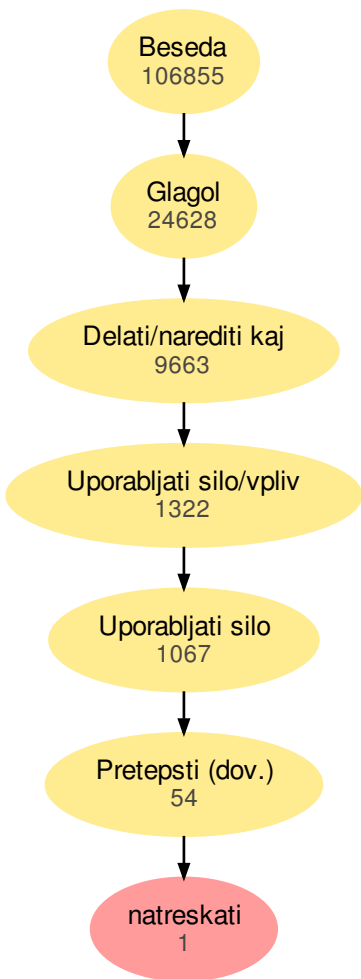 Beseda
106855
Glagol
24628
Delati/narediti kaj
9663
Uporabljati silo/vpliv
1322
Uporabljati silo
1067
Pretepsti (dov.)
54
natreskati
1